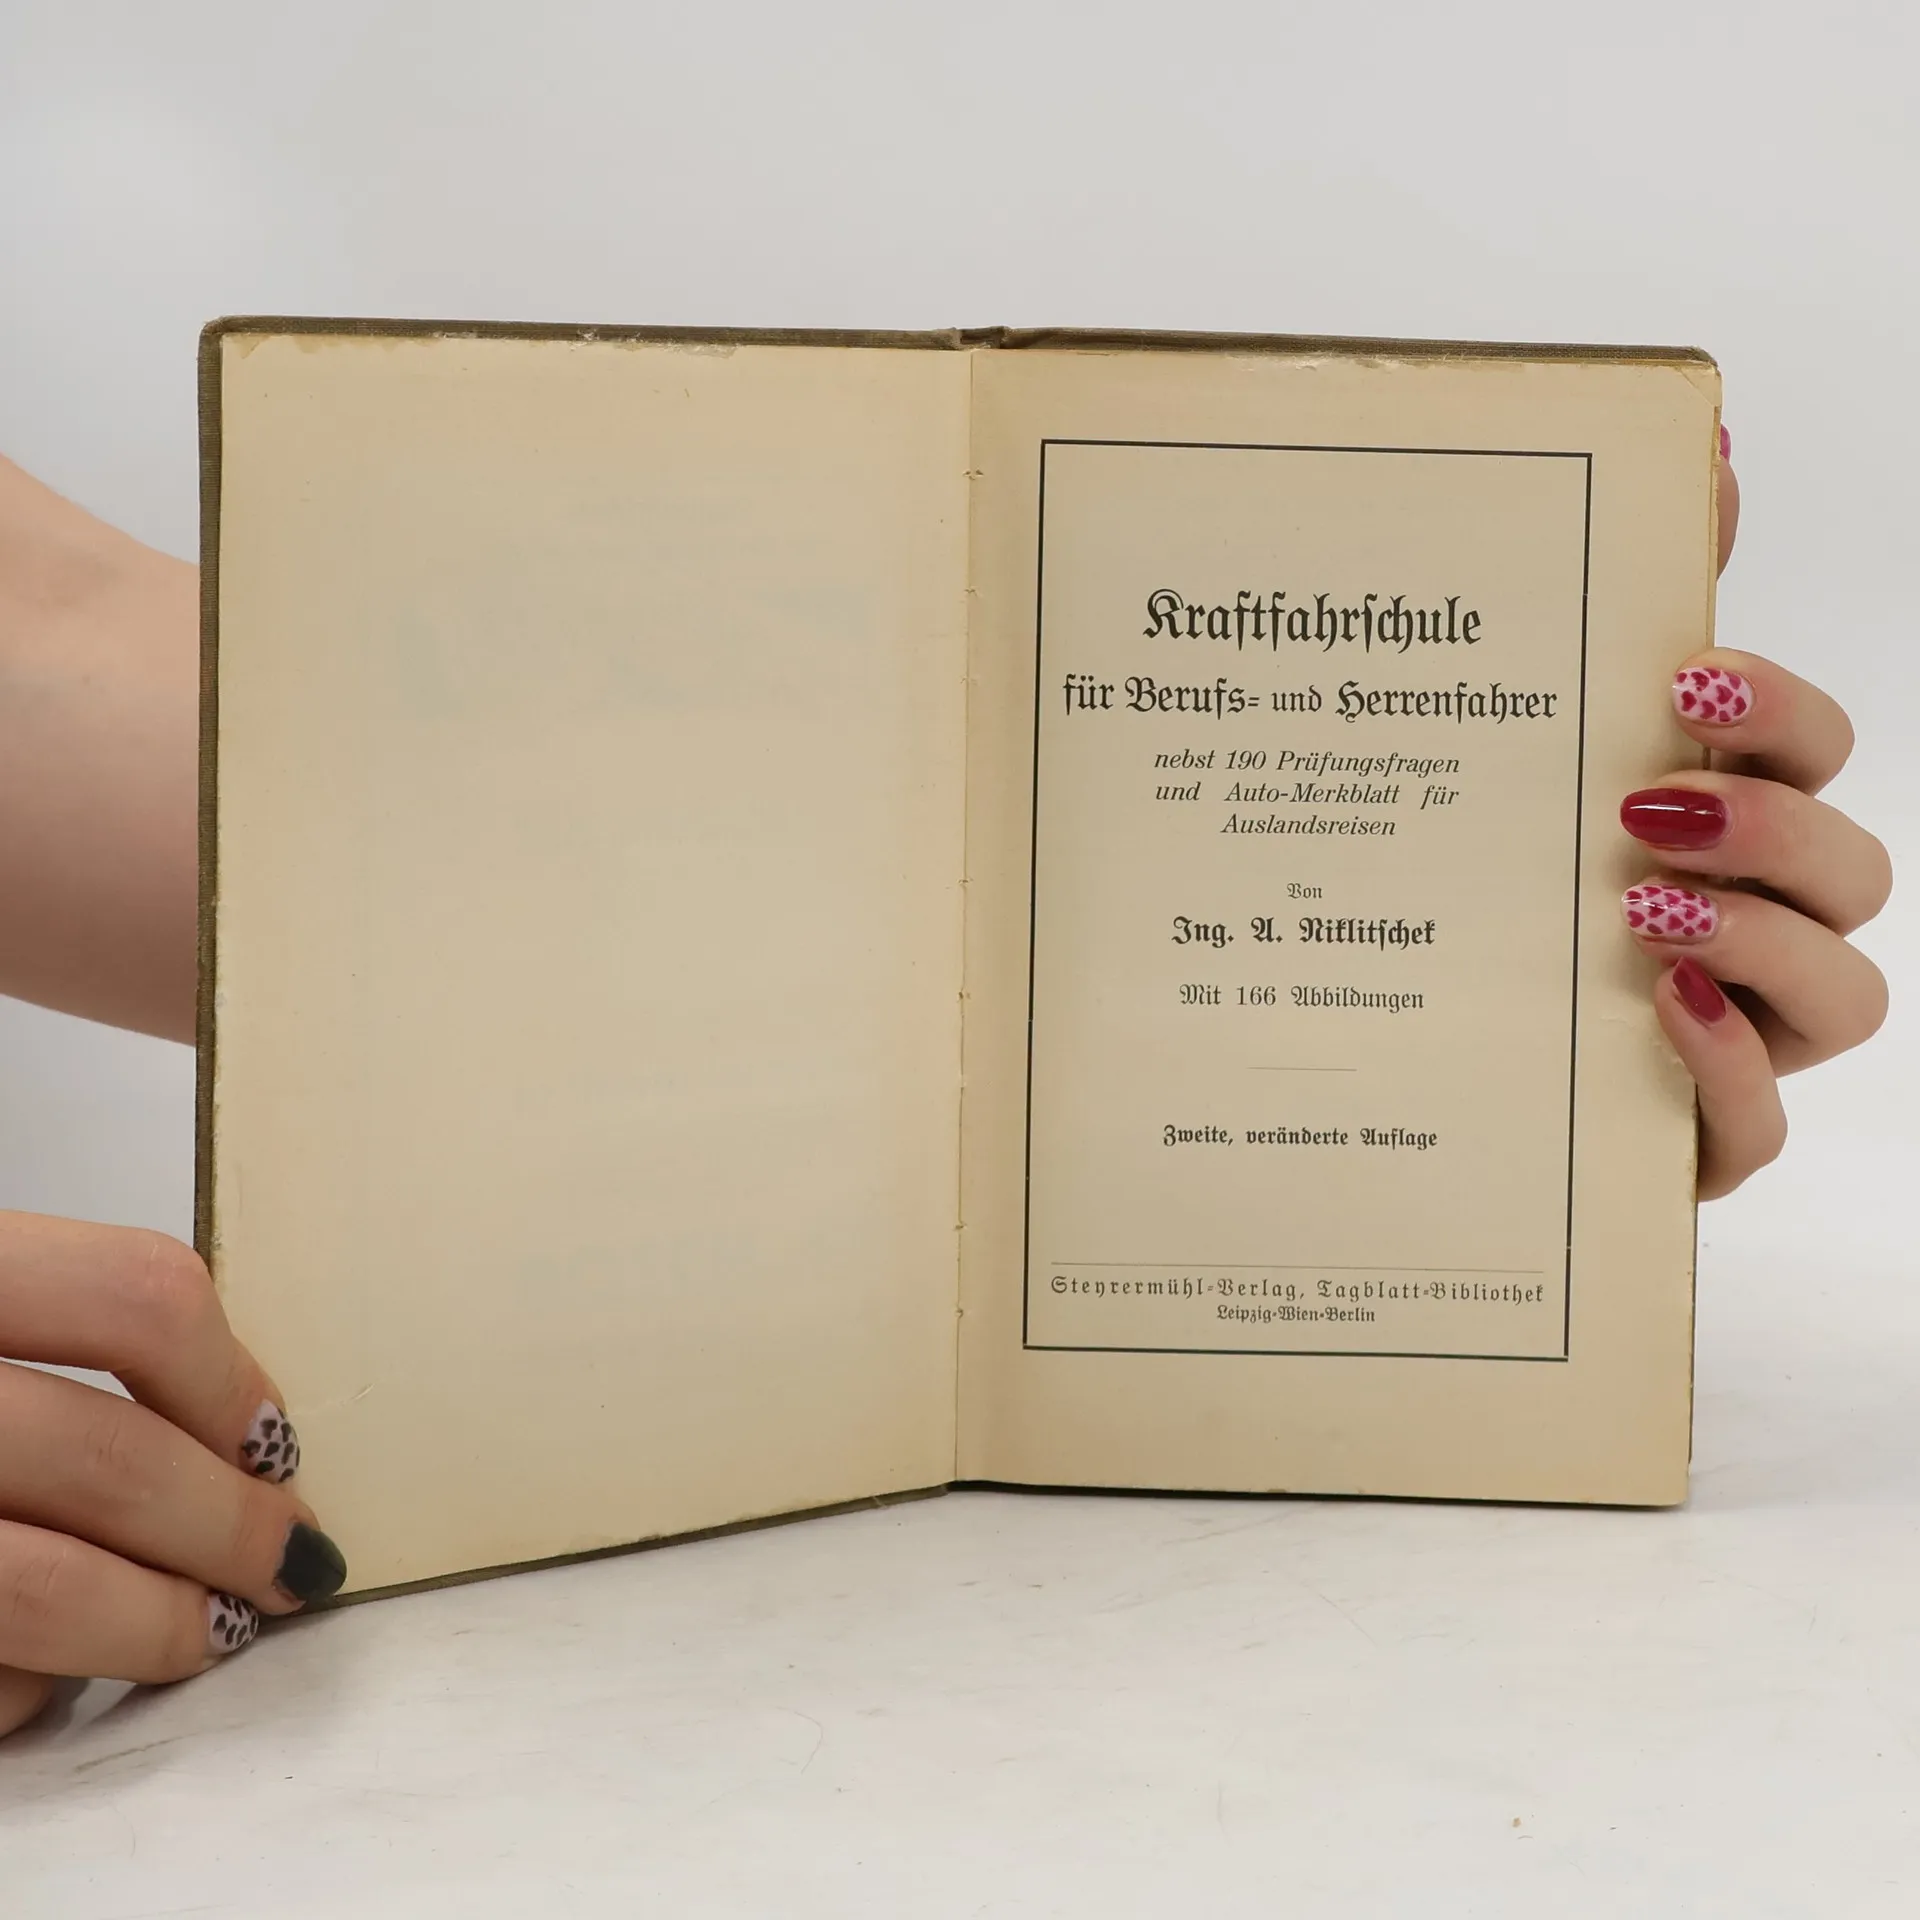 Kraftfahrschule
für Berufs- und Herrenfahrer
nebst 190 Prüfungsfragen
und Auto-Merkblatt für
Auslandsreisen
Von
Ing. A. Niklitschek
Mit 166 Abbildungen
Zweite, veränderte Auflage
Steyrermühl-Verlag, Tagblatt-Bibliothek
Leipzig-Wien-Berlin